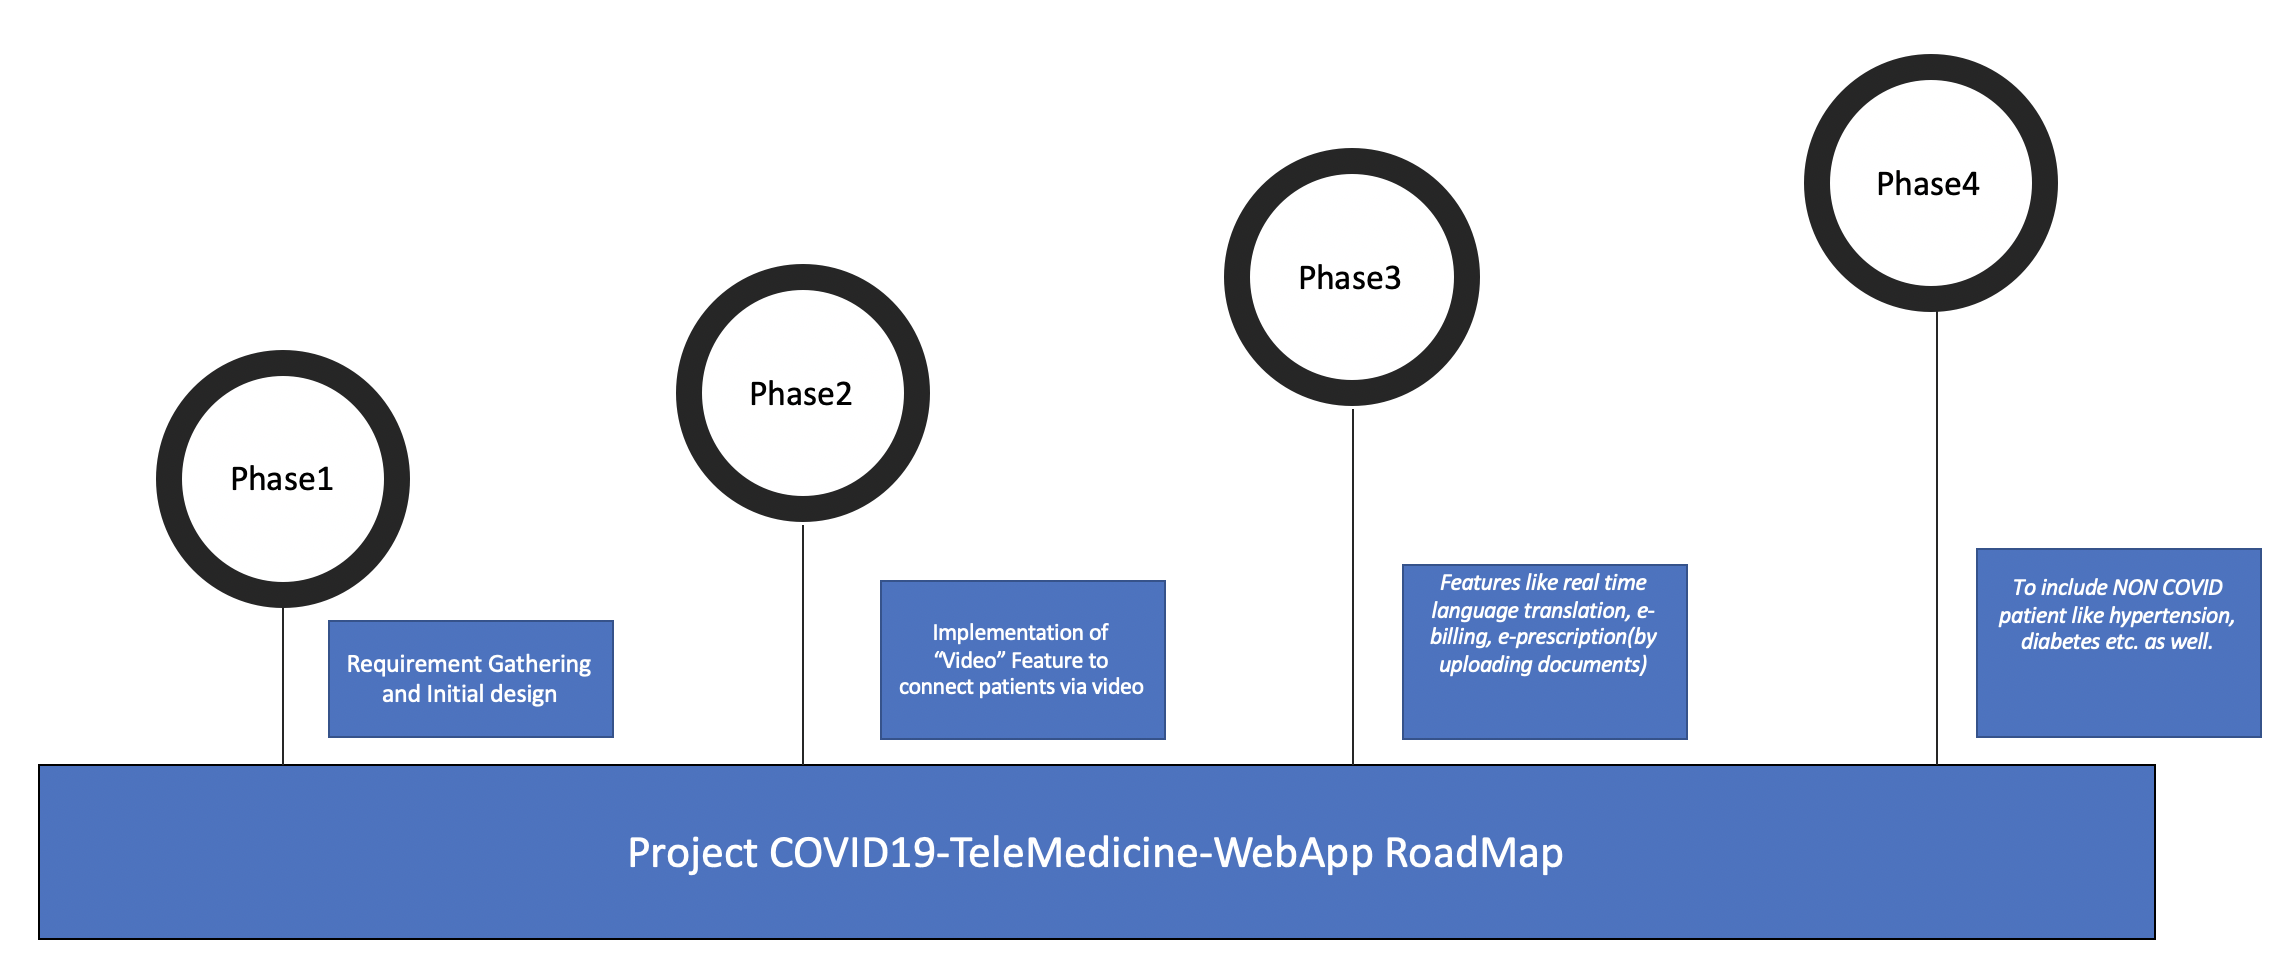 Phase1
Requirement Gathering
and Initial design
Phase2
Implementation of
“Video” Feature to
connect patients via video
Phase3
Features like real time
language translation, e-
billing, e-prescription(by
uploading documents)
Phase4
To include NON COVID
patient like hypertension,
diabetes etc. as well.
Project COVID19-TeleMedicine-WebApp RoadMap